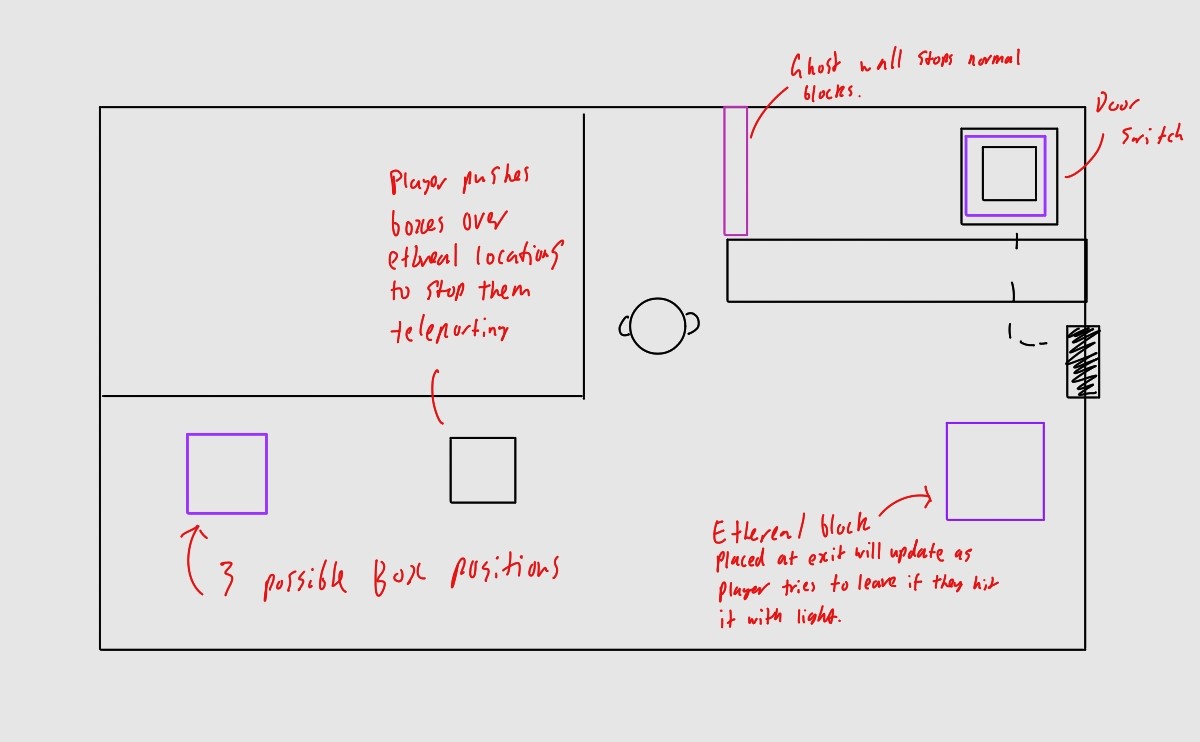 Ghost wall stops normal
blocks.
Door
switch
Player pushes
boxes over
ethreal locations
to stop them
teleporting
3 possible Box positions
Ethereal block
placed at exit will update as
player tries to leave if they hit
it with light.